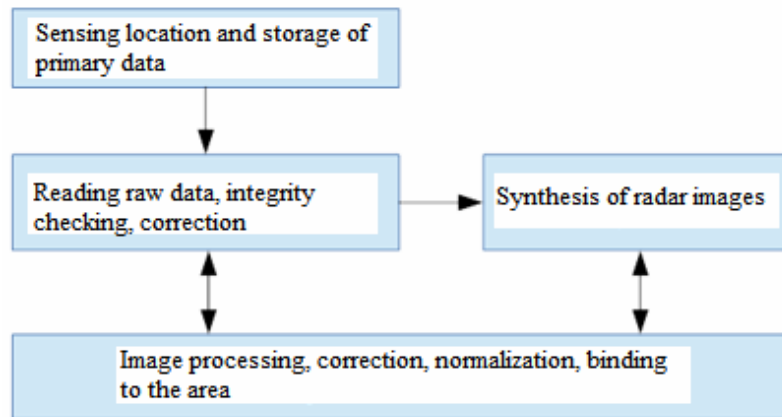 Sensing location and storage of
primary data
Reading raw data, integrity
checking, correction
Synthesis of radar images
Image processing, correction, normalization, binding
to the area